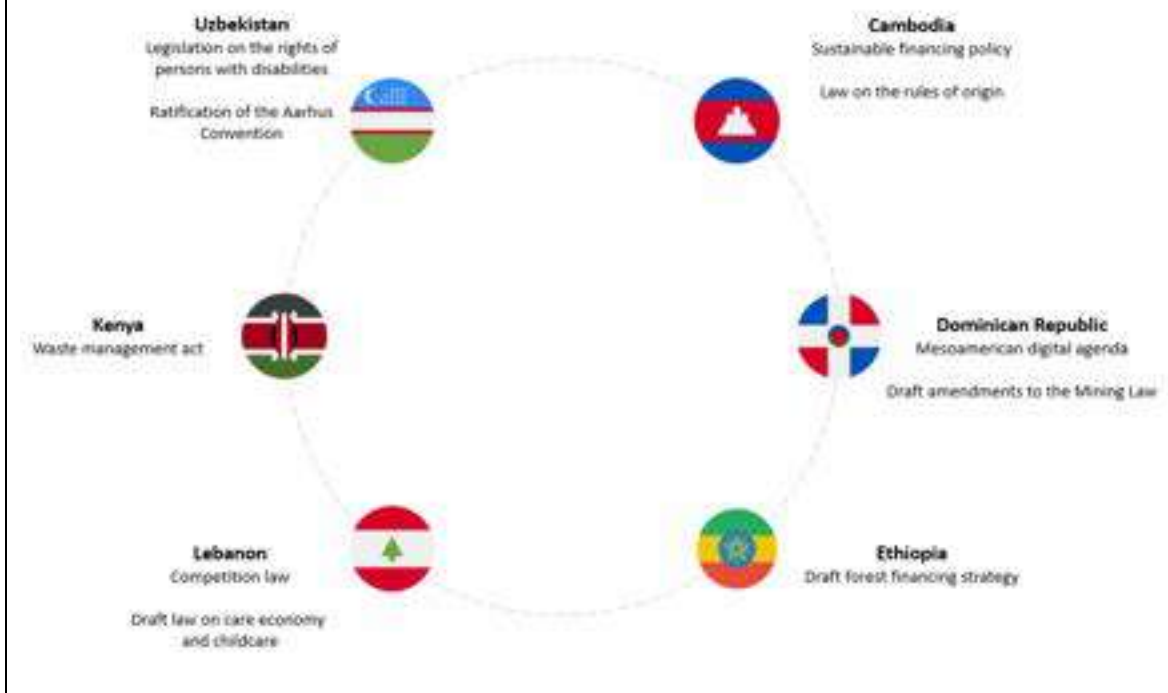 Uzbekistan
Legislation on the rights of
persons with disabilities
Ratification of the Aarhus
Convention
Cambodia
Sustainable financing policy
Law on the rules of origin
Kenya
Waste management act
Dominican Republic
Mesoamerican digital agenda
Draft amendments to the Mining Law
Lebanon
Competition law
Draft law on care economy
and childcare
Ethiopia
Draft forest financing strategy